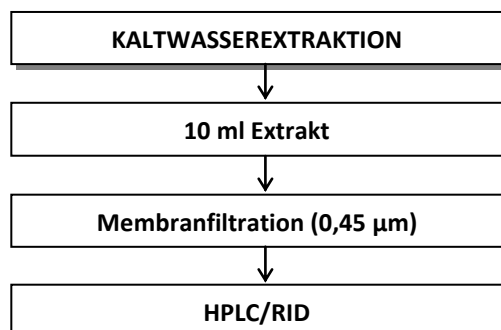 KALTWASSEREXTRAKTION
10 ml Extrakt
Membranfiltration (0,45 µm)
HPLC/RID